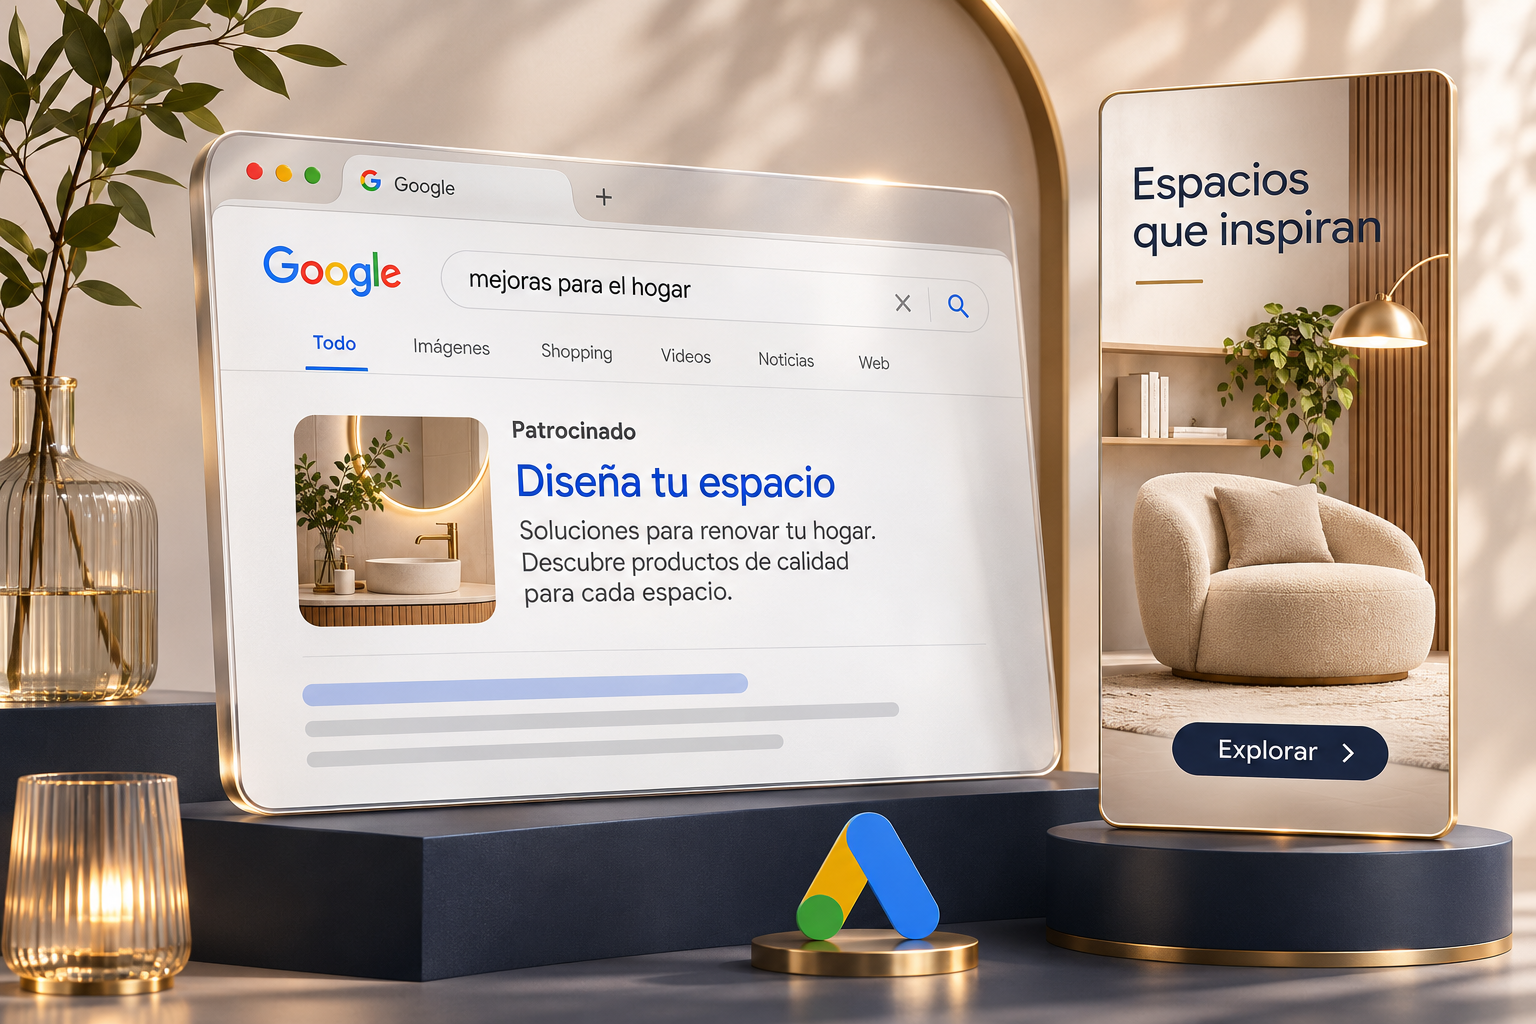 Google
Google
mejoras para el hogar
Todo
Imágenes
Shopping
Videos
Noticias
Web
Patrocinado
Diseña tu espacio
Soluciones para renovar tu hogar.
Descubre productos de calidad
para cada espacio.
Espacios
que inspiran
Explorar